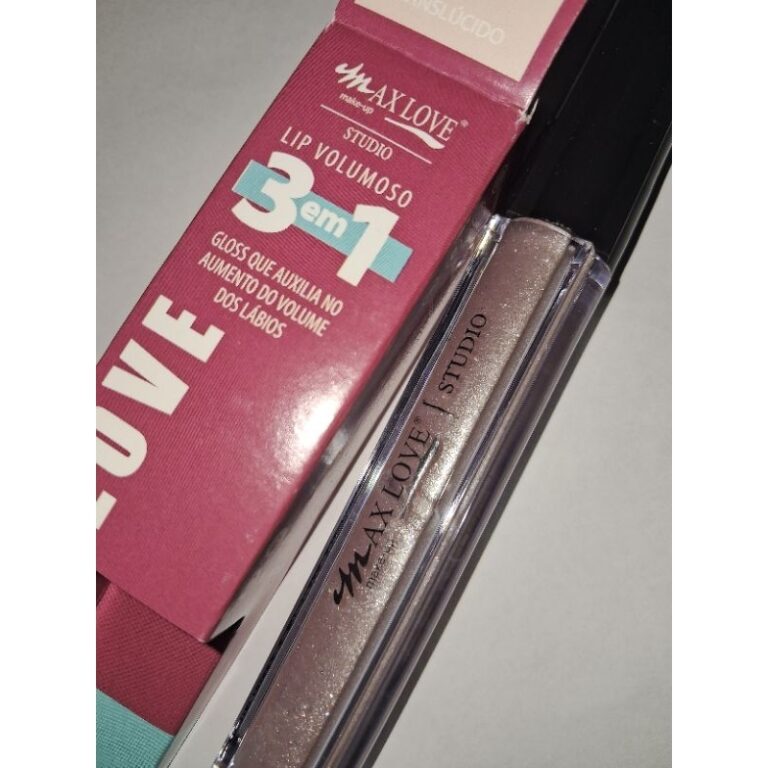 TRANSLÚCIDO
MAX LOVE®
make-up
STUDIO
LIP VOLUMOSO
3 em 1
GLOSS QUE AUXILIA NO
AUMENTO DO VOLUME
DOS LÁBIOS
LOVE
MAX LOVE® | STUDIO
make-up